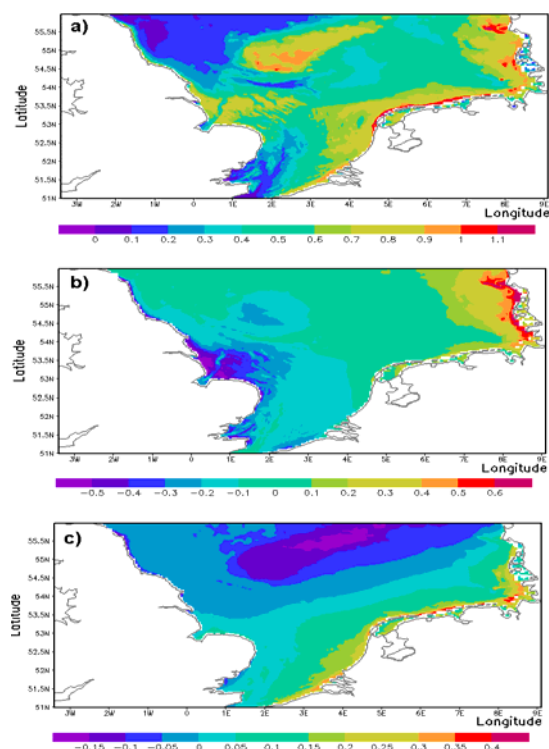 a)
Latitude
55.5N
55N
54.5N
54N
53.5N
53N
52.5N
52N
51.5N
51N
3W 2W 1W 0 1E 2E 3E 4E 5E 6E 7E 8E 9E
Longitude
0 0.1 0.2 0.3 0.4 0.5 0.6 0.7 0.8 0.9 1 1.1
b)
Latitude
55.5N
55N
54.5N
54N
53.5N
53N
52.5N
52N
51.5N
51N
3W 2W 1W 0 1E 2E 3E 4E 5E 6E 7E 8E 9E
Longitude
-0.5 -0.4 -0.3 -0.2 -0.1 0 0.1 0.2 0.3 0.4 0.5 0.6
c)
Latitude
55.5N
55N
54.5N
54N
53.5N
53N
52.5N
52N
51.5N
51N
3W 2W 1W 0 1E 2E 3E 4E 5E 6E 7E 8E 9E
Longitude
-0.15 -0.1 -0.05 0 0.05 0.1 0.15 0.2 0.25 0.3 0.35 0.4